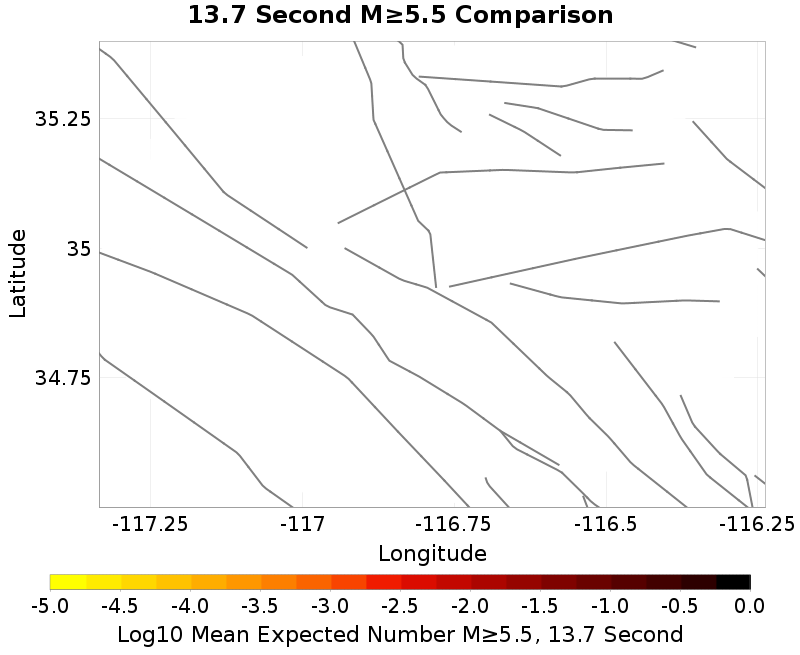 13.7 Second M≥5.5 Comparison
35.25
35
34.75
Latitude
-117.25 -117 -116.75 -116.5 -116.25
Longitude
-5.0 -4.5 -4.0 -3.5 -3.0 -2.5 -2.0 -1.5 -1.0 -0.5 0.0
Log10 Mean Expected Number M≥5.5, 13.7 Second